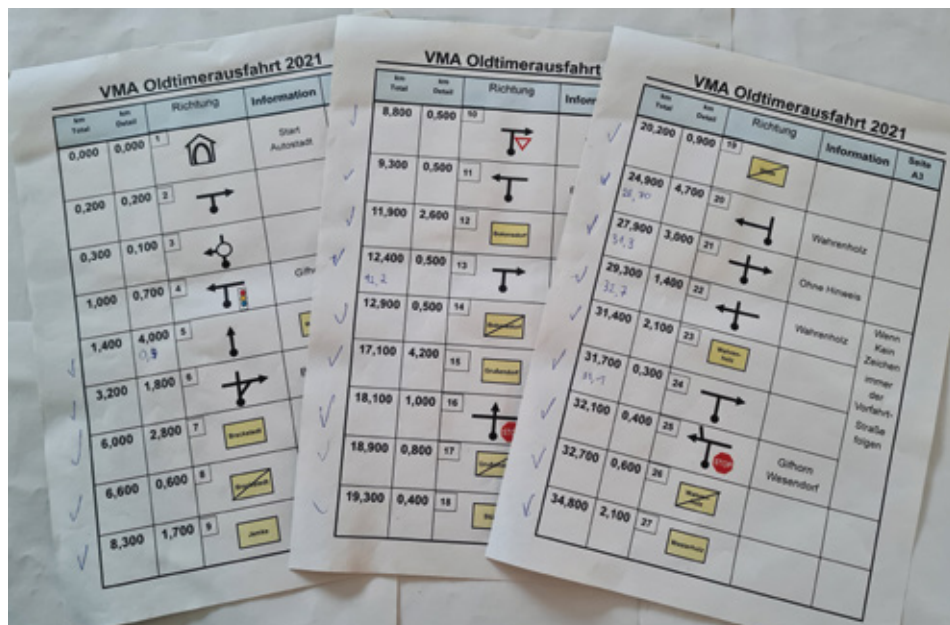 VMA Oldtimerausfahrt 2021
km Total km Detail Richtung Information
0,000 0,000 1 Start Autostadt
0,200 0,200 2
0,300 0,100 3
1,000 0,700 4
1,400 4,000 5
3,200 1,800 6
6,000 2,800 7
6,600 0,600 8
8,300 1,700 9 Jembke
VMA Oldtimerausfahrt
km Total km Detail Richtung
8,800 0,500 10
9,300 0,500 11
11,900 2,600 12
12,400 0,500 13
12,900 0,500 14
17,100 4,200 15 Grußendorf
18,100 1,000 16 STOP
18,900 0,800 17
19,300 0,400 18
VMA Oldtimerausfahrt 2021
km Total km Detail Richtung Information Seite A3
20,200 0,900 19
24,900 4,700 20 Wahrenholz
27,900 3,000 21 Ohne Hinweis
31,3
29,300 1,400 22 Wahrenholz
32,7
31,400 2,100 23 Wahrenholz
31,700 0,300 24
32,100 0,400 25 STOP Gifhorn Wesendorf
32,700 0,600 26
34,800 2,100 27
Wenn
Kein
Zeichen
immer
der
Vorfahrt-
Straße
folgen